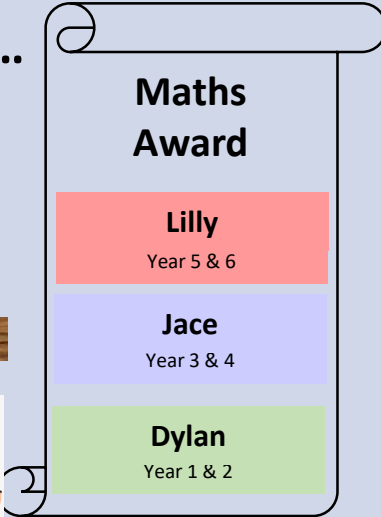 ..
Maths
Award
Lilly
Year 5 & 6
Jace
Year 3 & 4
Dylan
Year 1 & 2